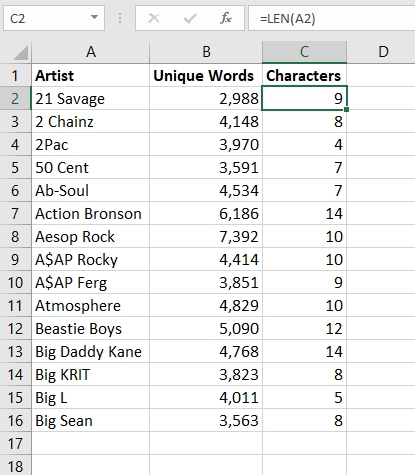 C2 fx =LEN(A2)
A B C D
1 Artist Unique Words Characters
2 21 Savage 2,988 9
3 2 Chainz 4,148 8
4 2Pac 3,970 4
5 50 Cent 3,591 7
6 Ab-Soul 4,534 7
7 Action Bronson 6,186 14
8 Aesop Rock 7,392 10
9 A$AP Rocky 4,414 10
10 A$AP Ferg 3,851 9
11 Atmosphere 4,829 10
12 Beastie Boys 5,090 12
13 Big Daddy Kane 4,768 14
14 Big KRIT 3,823 8
15 Big L 4,011 5
16 Big Sean 3,563 8
17
18